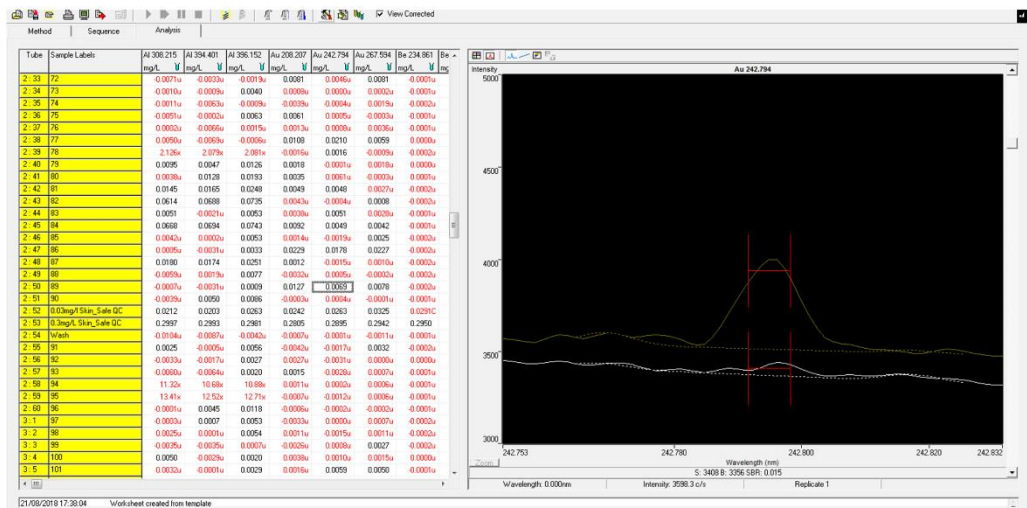 View Corrected
Method Sequence Analysis
Tube Sample Labels Al 308.215 Al 394.401 Al 396.152 Au 208.207 Au 242.794 Au 267.594 Be 234.861 Be
mg/L mg/L mg/L mg/L mg/L mg/L mg/L mg
2:33 72 -0.0071u -0.0033u -0.0019u 0.0081 0.0046u 0.0081 -0.0001u
2:34 73 -0.0010u -0.0009u 0.0040 0.0008u 0.0000u 0.0002u -0.0001u
2:35 74 -0.0011u -0.0063u -0.0009u -0.0039u -0.0004u 0.0019u -0.0002u
2:36 75 -0.0051u -0.0002u 0.0063 0.0061 0.0005u -0.0003u -0.0001u
2:37 76 0.0002u -0.0066u 0.0015u 0.0013u 0.0008u 0.0036u -0.0001u
2:38 77 0.0050u -0.0069u -0.0006u 0.0108 0.0210 0.0059 0.0000u
2:39 78 2.126x 2.079x 2.081x -0.0016u 0.0016 -0.0009u -0.0002u
2:40 79 0.0095 0.0047 0.0126 0.0018 -0.0001u 0.0018u 0.0000u
2:41 80 0.0038u 0.0128 0.0193 0.0035 0.0061u -0.0003u 0.0001u
2:42 81 0.0145 0.0165 0.0248 0.0049 0.0048 0.0027u -0.0002u
2:43 82 0.0614 0.0688 0.0735 0.0043u -0.0004u 0.0008 -0.0002u
2:44 83 0.0051 -0.0021u 0.0053 0.0038u 0.0051 0.0028u -0.0001u
2:45 84 0.0668 0.0694 0.0743 0.0092 0.0049 0.0042 -0.0001u
2:46 85 0.0042u 0.0002u 0.0053 0.0014u -0.0019u 0.0025 -0.0002u
2:47 86 0.0005u -0.0031u 0.0033 0.0229 0.0178 0.0227 -0.0002u
2:48 87 0.0180 0.0174 0.0251 0.0012 -0.0015u 0.0010u -0.0002u
2:49 88 -0.0059u 0.0019u 0.0077 -0.0032u 0.0005u -0.0002u -0.0002u
2:50 89 -0.0007u -0.0031u 0.0009 0.0127 0.0069 0.0078 -0.0002u
2:51 90 -0.0039u 0.0050 0.0086 -0.0003u 0.0004u -0.0001u -0.0001u
2:52 0.03mg/l Skin_Safe QC 0.0212 0.0203 0.0263 0.0242 0.0263 0.0325 0.0291C
2:53 0.3mg/L Skin_Safe QC 0.2997 0.2993 0.2981 0.2805 0.2895 0.2942 0.2950
2:54 Wash -0.0104u -0.0087u -0.0042u -0.0007u -0.0001u -0.0011u -0.0001u
2:55 91 0.0025 -0.0005u 0.0056 -0.0042u 0.0017u 0.0032 -0.0002u
2:56 92 -0.0033u -0.0017u 0.0027 0.0027u -0.0031u 0.0000u 0.0000u
2:57 93 -0.0060u -0.0064u 0.0020 0.0015 -0.0028u 0.0007u -0.0001u
2:58 94 11.32x 10.68x 10.88x 0.0011u 0.0002u 0.0006u -0.0001u
2:59 95 13.41x 12.52x 12.71x -0.0007u -0.0012u 0.0006u -0.0001u
2:60 96 -0.0001u 0.0045 0.0118 -0.0006u -0.0002u -0.0002u -0.0001u
3:1 97 -0.0003u 0.0007 0.0053 -0.0033u 0.0000u -0.0007u -0.0002u
3:2 98 0.0025u 0.0001u 0.0054 0.0011u -0.0015u 0.0011u -0.0002u
3:3 99 -0.0035u -0.0035u 0.0007u -0.0026u 0.0008u 0.0027 -0.0002u
3:4 100 0.0050 -0.0029u 0.0020 0.0038u 0.0010u 0.0015u 0.0000u
3:5 101 0.0032u -0.0001u 0.0029 0.0016u 0.0059 0.0050 -0.0001u
Intensity Au 242.794
5000
4500
4000
3500
3000
242.753 242.780 242.800 242.820 242.832
Zoom Wavelength (nm)
S: 3408 B: 3356 SBR: 0.015
Wavelength: 0.000nm Intensity: 3598.3 c/s Replicate 1
21/08/2018 17:38:04 Worksheet created from template